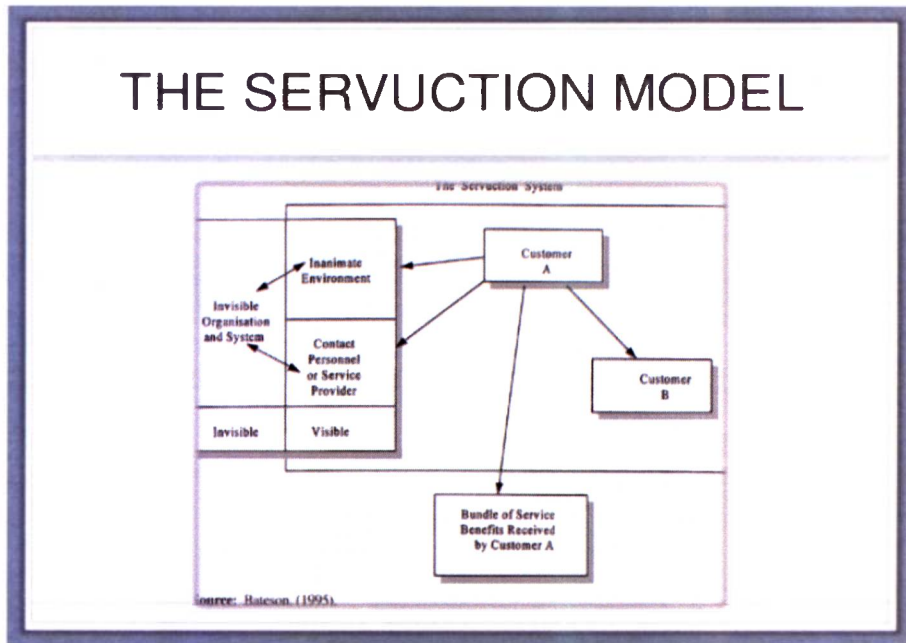 THE SERVUCTION MODEL
The Servuction System
Inanimate
Environment
Customer
A
Invisible
Organisation
and System
Contact
Personnel
or Service
Provider
Customer
B
Invisible
Visible
Bundle of Service
Benefits Received
by Customer A
ource: Bateson. (1995).